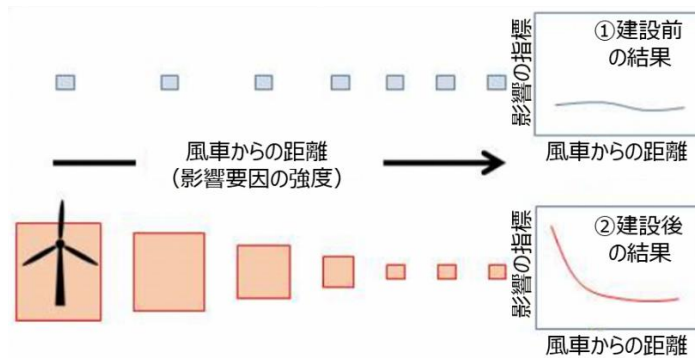 影響の指標
①建設前
の結果
風車からの距離
風車からの距離
（影響要因の強度）
影響の指標
②建設後
の結果
風車からの距離